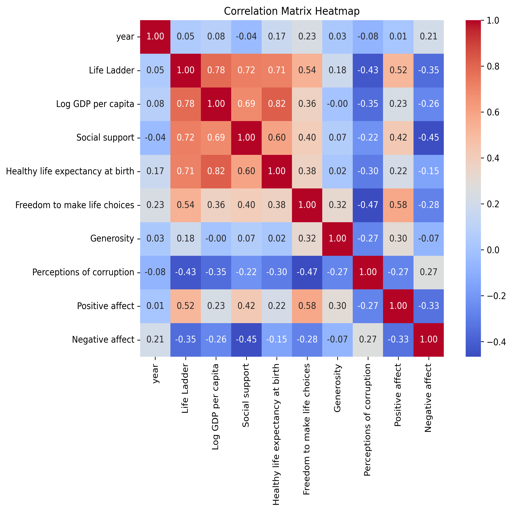 Correlation Matrix Heatmap
year 1.00 0.05 0.08 -0.04 0.17 0.23 0.03 -0.08 0.01 0.21
Life Ladder 0.05 1.00 0.78 0.72 0.71 0.54 0.18 -0.43 0.52 -0.35
Log GDP per capita 0.08 0.78 1.00 0.69 0.82 0.36 -0.00 -0.35 0.23 -0.26
Social support -0.04 0.72 0.69 1.00 0.60 0.40 0.07 -0.22 0.42 -0.45
Healthy life expectancy at birth 0.17 0.71 0.82 0.60 1.00 0.38 0.02 -0.30 0.22 -0.15
Freedom to make life choices 0.23 0.54 0.36 0.40 0.38 1.00 0.32 -0.47 0.58 -0.28
Generosity 0.03 0.18 -0.00 0.07 0.02 0.32 1.00 -0.27 0.30 -0.07
Perceptions of corruption -0.08 -0.43 -0.35 -0.22 -0.30 -0.47 -0.27 1.00 -0.27 0.27
Positive affect 0.01 0.52 0.23 0.42 0.22 0.58 0.30 -0.27 1.00 -0.33
Negative affect 0.21 -0.35 -0.26 -0.45 -0.15 -0.28 -0.07 0.27 -0.33 1.00
year
Life Ladder
Log GDP per capita
Social support
Healthy life expectancy at birth
Freedom to make life choices
Generosity
Perceptions of corruption
Positive affect
Negative affect
1.0
0.8
0.6
0.4
0.2
0.0
−0.2
−0.4